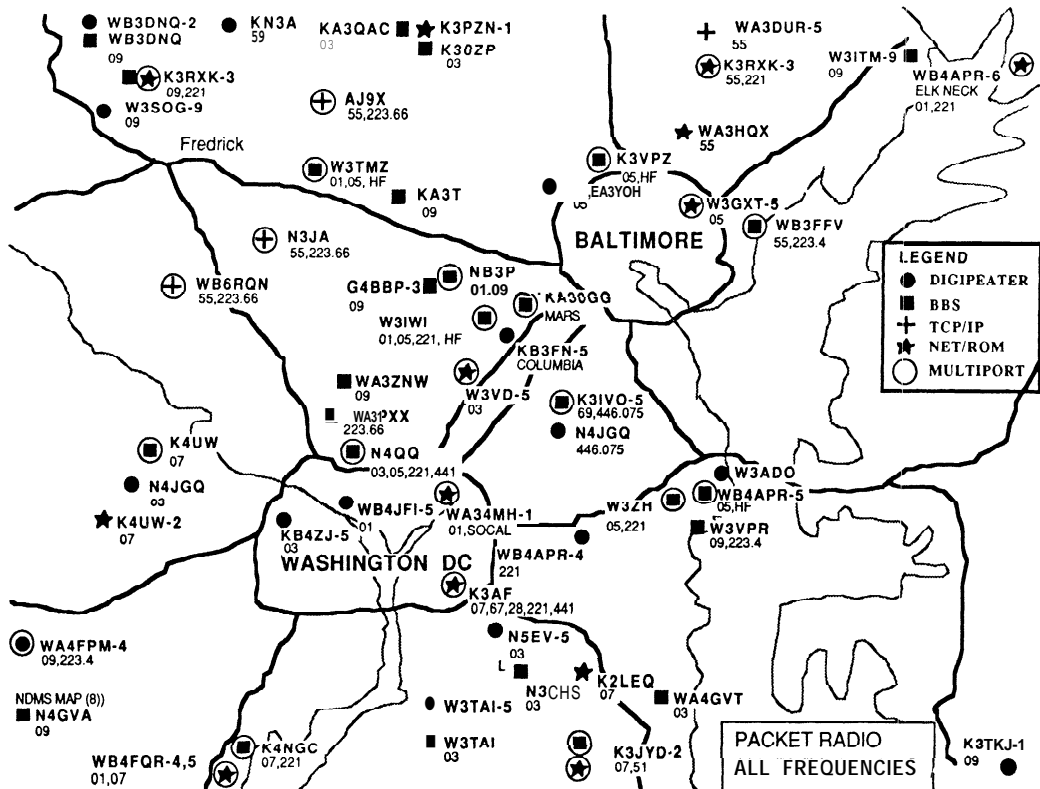 WB3DNQ-2
WB3DNQ
09
KN3A
59
KA3QAC
03
K3PZN-1
K30ZP
03
WA3DUR-5
55
K3RXK-3
55,221
W3ITM-9
09
WB4APR-6
ELK NECK
01,221
K3RXK-3
09,221
W3SOG-9
09
AJ9X
55,223.66
WA3HQX
55
Fredrick
W3TMZ
01,05, HF
KA3T
09
K3VPZ
05,HF
05
,EA3YOH
W3GXT-5
05
WB3FFV
55,223.4
BALTIMORE
N3JA
55,223.66
WB6RQN
55,223.66
G4BBP-3
09
NB3P
01.09
KA30GG
MARS
W3IWI
01,05,221, HF
KB3FN-5
COLUMBIA
LEGEND
DIGIPEATER
BBS
TCP/IP
NET/ROM
MULTIPORT
WA3ZNW
09
W3VD-5
03
WA31PXX
223.66
K3IVO-5
69,446.075
N4JGQ
446.075
K4UW
07
N4QQ
03,05,221,441
N4JGQ
03
K4UW-2
07
W3ADO
WB4APR-5
05,HF
W3ZH
05,221
W3VPR
09,223.4
WB4JFI-5
01
KB4ZJ-5
03
WA34MH-1
01,SOCAL
WB4APR-4
221
WASHINGTON DC
K3AF
07,67,28,221,441
WA4FPM-4
09,223.4
N5EV-5
03
L
N3CHS
03
K2LEQ
07
WA4GVT
03
NDMS MAP (8))
N4GVA
09
W3TAI-5
W3TAI
03
K4NGC
07,221
WB4FQR-4,5
01,07
K3JYD-2
07,51
PACKET RADIO
ALL FREQUENCIES
K3TKJ-1
09